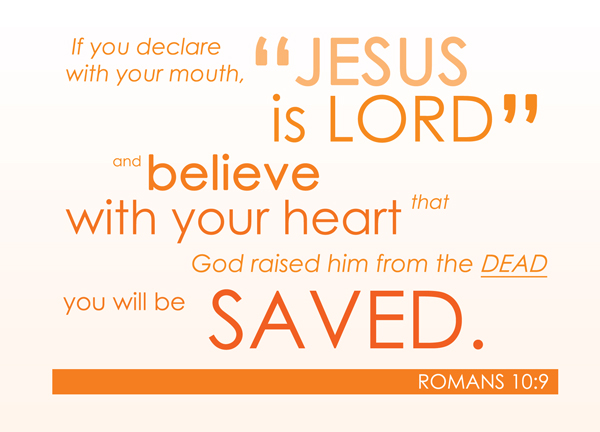 If you declare
with your mouth,
“JESUS
is LORD”
and believe
with your heart that
God raised him from the DEAD
you will be SAVED.
ROMANS 10:9